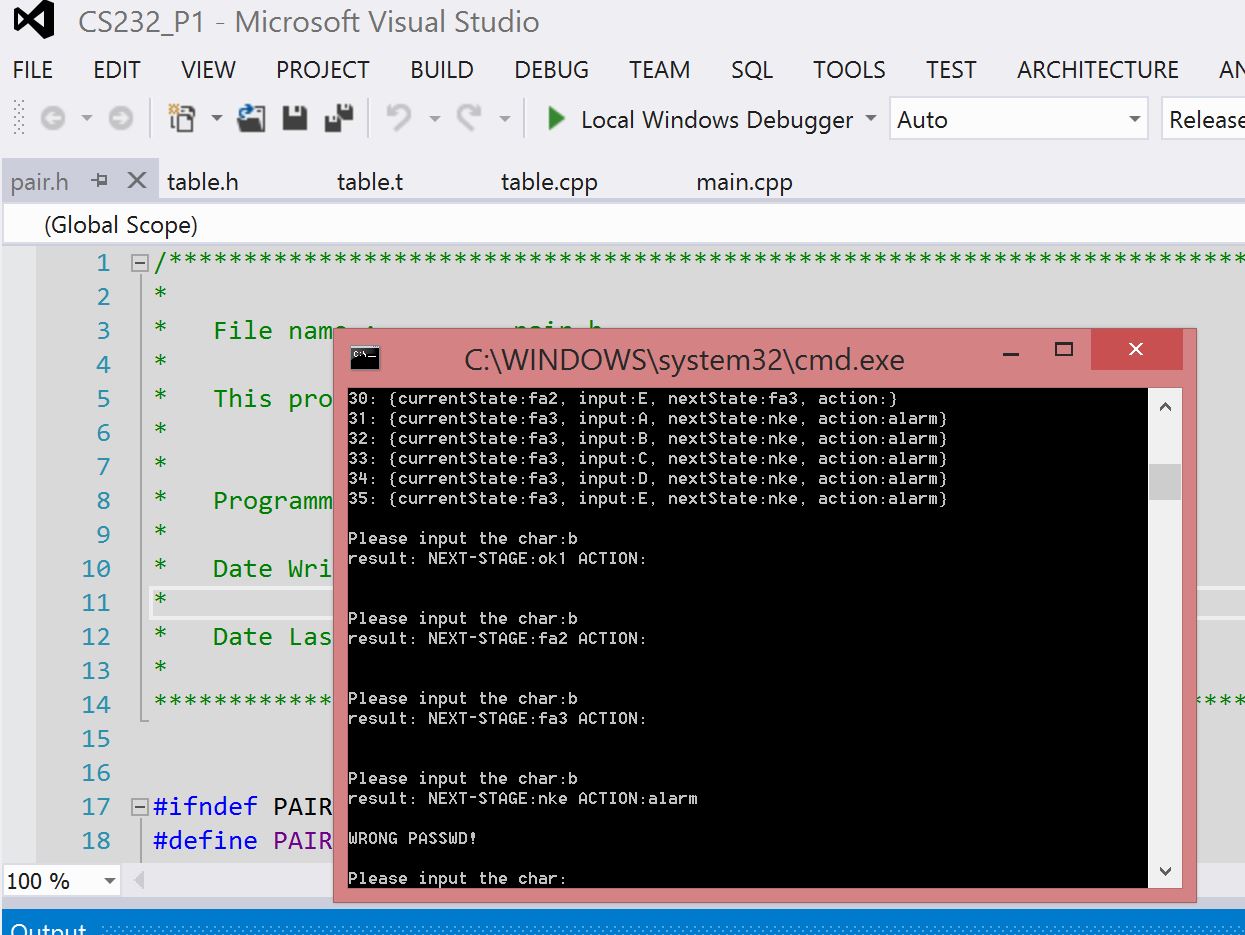 CS232_P1 - Microsoft Visual Studio
FILE EDIT VIEW PROJECT BUILD DEBUG TEAM SQL TOOLS TEST ARCHITECTURE AN
Local Windows Debugger Auto Release
pair.h table.h table.t table.cpp main.cpp
(Global Scope)
1 /************************************************************************
2 *
3 * File name : pair.h
4 *
5 * This pro
6 *
7 *
8 * Programm
9 *
10 * Date Wri
11 *
12 * Date Las
13 *
14 ************
15
16
17 #ifndef PAIR
18 #define PAIR
100 %
Output
C:\WINDOWS\system32\cmd.exe
30: {currentState:fa2, input:E, nextState:fa3, action:}
31: {currentState:fa3, input:A, nextState:nke, action:alarm}
32: {currentState:fa3, input:B, nextState:nke, action:alarm}
33: {currentState:fa3, input:C, nextState:nke, action:alarm}
34: {currentState:fa3, input:D, nextState:nke, action:alarm}
35: {currentState:fa3, input:E, nextState:nke, action:alarm}
Please input the char:b
result: NEXT-STAGE:ok1 ACTION:
Please input the char:b
result: NEXT-STAGE:fa2 ACTION:
Please input the char:b
result: NEXT-STAGE:fa3 ACTION:
Please input the char:b
result: NEXT-STAGE:nke ACTION:alarm
WRONG PASSWD!
Please input the char: